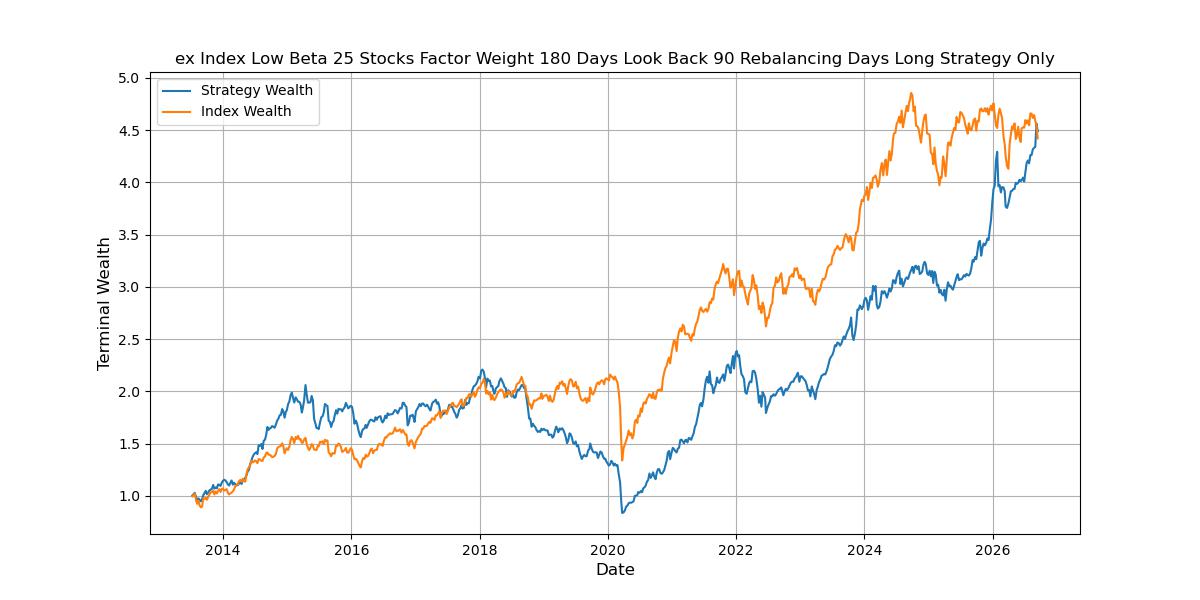 ex Index Low Beta 25 Stocks Factor Weight 180 Days Look Back 90 Rebalancing Days Long Strategy Only
Strategy Wealth
Index Wealth
5.0
4.5
4.0
3.5
3.0
2.5
2.0
1.5
1.0
Terminal Wealth
2014 2016 2018 2020 2022 2024 2026
Date